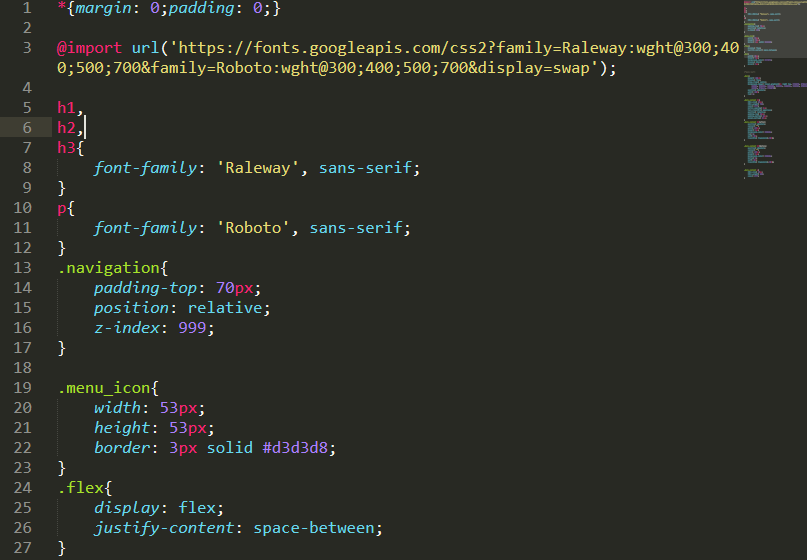 1 *{margin: 0;padding: 0;}
2
3 @import url('https://fonts.googleapis.com/css2?family=Raleway:wght@300;40
0;500;700&family=Roboto:wght@300;400;500;700&display=swap');
4
5 h1,
6 h2,
7 h3{
8 font-family: 'Raleway', sans-serif;
9 }
10 p{
11 font-family: 'Roboto', sans-serif;
12 }
13 .navigation{
14 padding-top: 70px;
15 position: relative;
16 z-index: 999;
17 }
18
19 .menu_icon{
20 width: 53px;
21 height: 53px;
22 border: 3px solid #d3d3d8;
23 }
24 .flex{
25 display: flex;
26 justify-content: space-between;
27 }